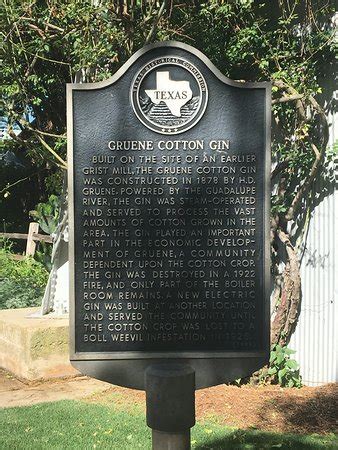 TEXAS HISTORICAL COMMISSION
TEXAS
GRUENE COTTON GIN
BUILT ON THE SITE OF AN EARLIER
GRIST MILL, THE GRUENE COTTON GIN
WAS CONSTRUCTED IN 1878 BY H.D.
GRUENE. POWERED BY THE GUADALUPE
RIVER, THE GIN WAS STEAM-OPERATED
AND SERVED TO PROCESS THE VAST
AMOUNTS OF COTTON GROWN IN THE
AREA. THE GIN PLAYED AN IMPORTANT
PART IN THE ECONOMIC DEVELOP-
MENT OF GRUENE, A COMMUNITY
DEPENDENT UPON THE COTTON CROP.
THE GIN WAS DESTROYED IN A 1922
FIRE, AND ONLY PART OF THE BOILER
ROOM REMAINS. A NEW ELECTRIC
GIN WAS BUILT AT ANOTHER LOCATION
AND SERVED THE COMMUNITY UNTIL
THE COTTON CROP WAS LOST TO A
BOLL WEEVIL INFESTATION IN 1925.